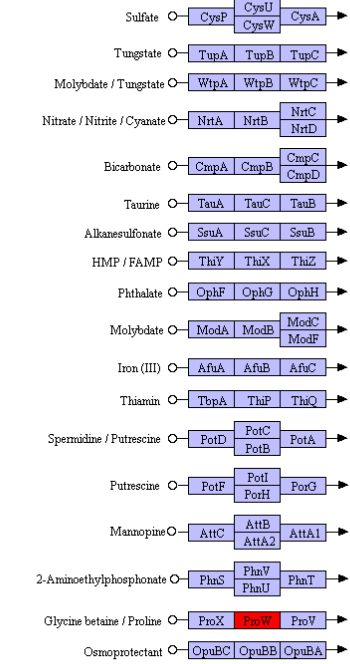 CysU
Sulfate CysP CysA
CysW
Tungstate TupA TupB TupC
Molybdate / Tungstate WtpA WtpB WtpC
NrtC
Nitrate / Nitrite / Cyanate NrtA NrtB
NrtD
CmpC
Bicarbonate CmpA CmpB
CmpD
Taurine TauA TauC TauB
Alkanesulfonate SsuA SsuC SsuB
HMP / FAMP ThiY ThiX ThiZ
Phthalate OphF OphG OphH
ModC
Molybdate ModA ModB
ModF
Iron (III) AfuA AfuB AfuC
Thiamin TbpA ThiP ThiQ
PotC
Spermidine / Putrescine PotD PotA
PotB
PotI
Putrescine PotF PorG
PorH
AttB
Mannopine AttC AttA1
AttA2
PhnV
2-Aminoethylphosphonate PhnS PhnT
PhnU
Glycine betaine / Proline ProX ProW ProV
Osmoprotectant OpuBC OpuBB OpuBA